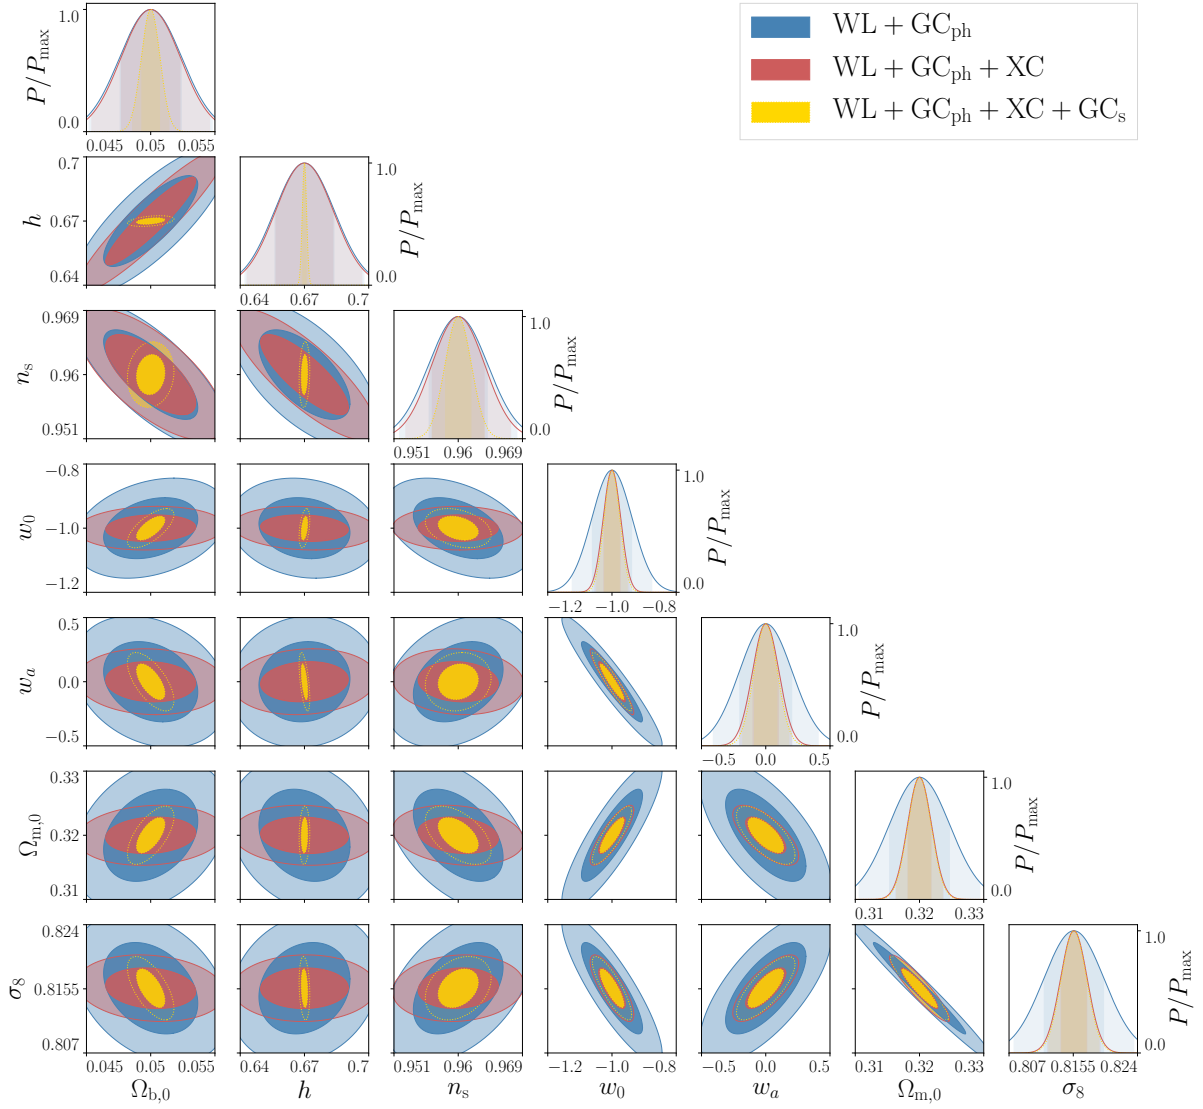 1.0
P/P_max
0.0
0.045 0.05 0.055
WL + GC_ph
WL + GC_ph + XC
WL + GC_ph + XC + GC_s
0.7
h
0.67
0.64
1.0
P/P_max
0.0
0.64 0.67 0.7
0.969
n_s
0.96
0.951
1.0
P/P_max
0.0
0.951 0.96 0.969
−0.8
w_0
−1.0
−1.2
1.0
P/P_max
0.0
−1.2 −1.0 −0.8
0.5
w_a
0.0
−0.5
1.0
P/P_max
0.0
−0.5 0.0 0.5
0.33
Ω_m,0
0.32
0.31
1.0
P/P_max
0.0
0.31 0.32 0.33
0.824
σ_8
0.8155
0.807
1.0
P/P_max
0.0
0.045 0.05 0.055 0.64 0.67 0.7 0.951 0.96 0.969 −1.2 −1.0 −0.8 −0.5 0.0 0.5 0.31 0.32 0.33 0.807 0.8155 0.824
Ω_b,0 h n_s w_0 w_a Ω_m,0 σ_8